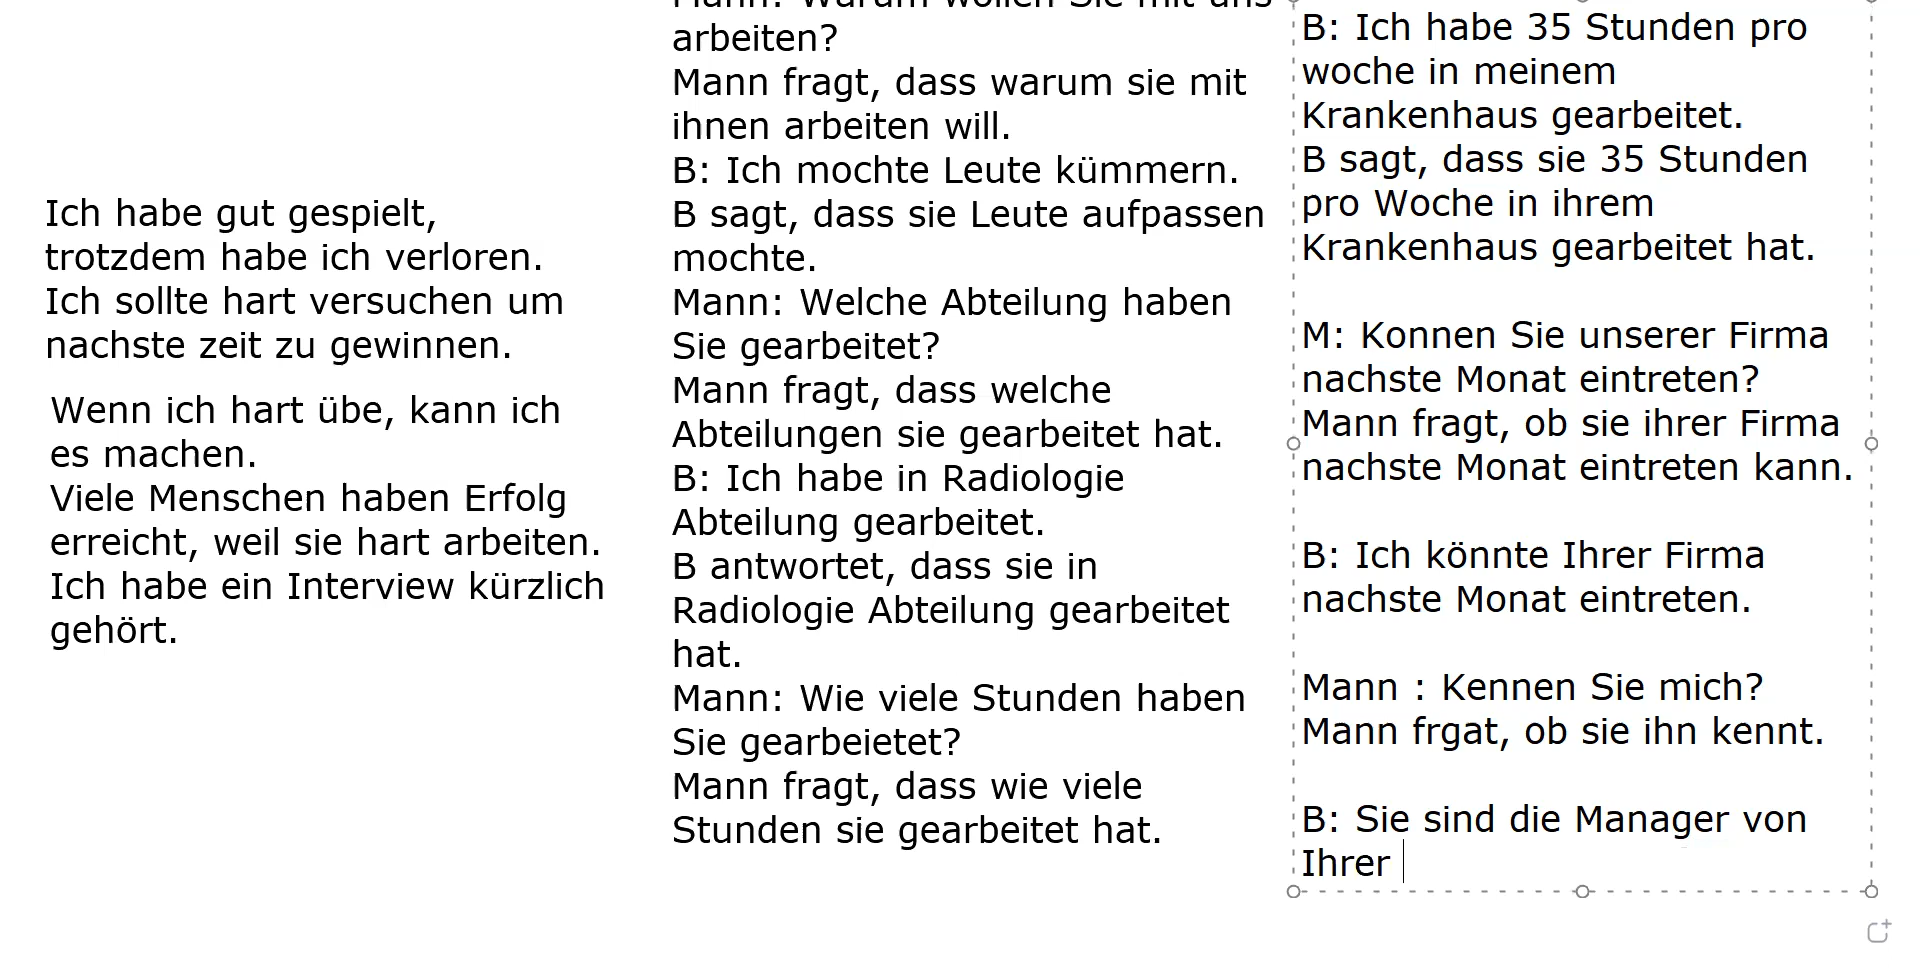 Ich habe gut gespielt,
trotzdem habe ich verloren.
Ich sollte hart versuchen um
nachste zeit zu gewinnen.
Wenn ich hart übe, kann ich
es machen.
Viele Menschen haben Erfolg
erreicht, weil sie hart arbeiten.
Ich habe ein Interview kürzlich
gehört.
Mann: Warum wollen Sie mit uns
arbeiten?
Mann fragt, dass warum sie mit
ihnen arbeiten will.
B: Ich mochte Leute kümmern.
B sagt, dass sie Leute aufpassen
mochte.
Mann: Welche Abteilung haben
Sie gearbeitet?
Mann fragt, dass welche
Abteilungen sie gearbeitet hat.
B: Ich habe in Radiologie
Abteilung gearbeitet.
B antwortet, dass sie in
Radiologie Abteilung gearbeitet
hat.
Mann: Wie viele Stunden haben
Sie gearbeietet?
Mann fragt, dass wie viele
Stunden sie gearbeitet hat.
B: Ich habe 35 Stunden pro
woche in meinem
Krankenhaus gearbeitet.
B sagt, dass sie 35 Stunden
pro Woche in ihrem
Krankenhaus gearbeitet hat.
M: Konnen Sie unserer Firma
nachste Monat eintreten?
Mann fragt, ob sie ihrer Firma
nachste Monat eintreten kann.
B: Ich könnte Ihrer Firma
nachste Monat eintreten.
Mann : Kennen Sie mich?
Mann frgat, ob sie ihn kennt.
B: Sie sind die Manager von
Ihrer